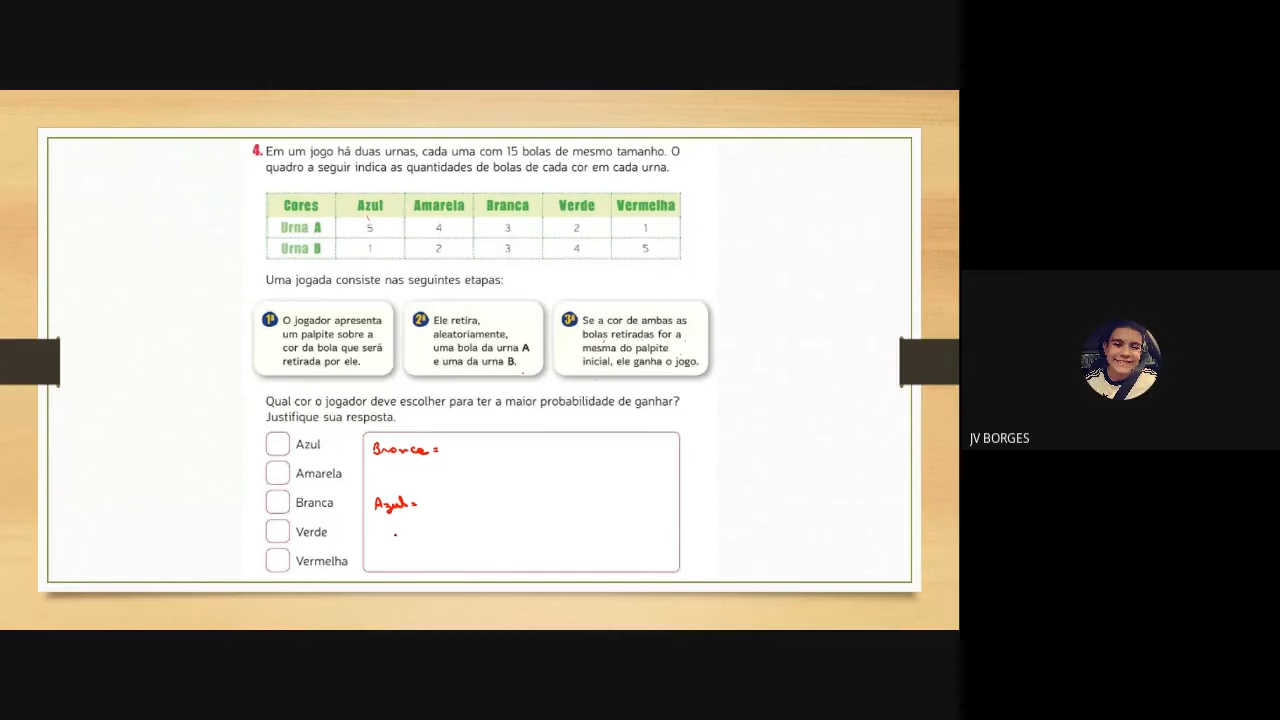 4. Em um jogo há duas urnas, cada uma com 15 bolas de mesmo tamanho. O
quadro a seguir indica as quantidades de bolas de cada cor em cada urna.
Cores Azul Amarela Branca Verde Vermelha
Urna A 5 4 3 2 1
Urna B 1 2 3 4 5
Uma jogada consiste nas seguintes etapas:
1ª O jogador apresenta
um palpite sobre a
cor da bola que será
retirada por ele.
2ª Ele retira,
aleatoriamente,
uma bola da urna A
e uma da urna B.
3ª Se a cor de ambas as
bolas retiradas for a
mesma do palpite
inicial, ele ganha o jogo.
Qual cor o jogador deve escolher para ter a maior probabilidade de ganhar?
Justifique sua resposta.
Azul
Amarela
Branca
Verde
Vermelha
Branca =
Azul =
JV BORGES